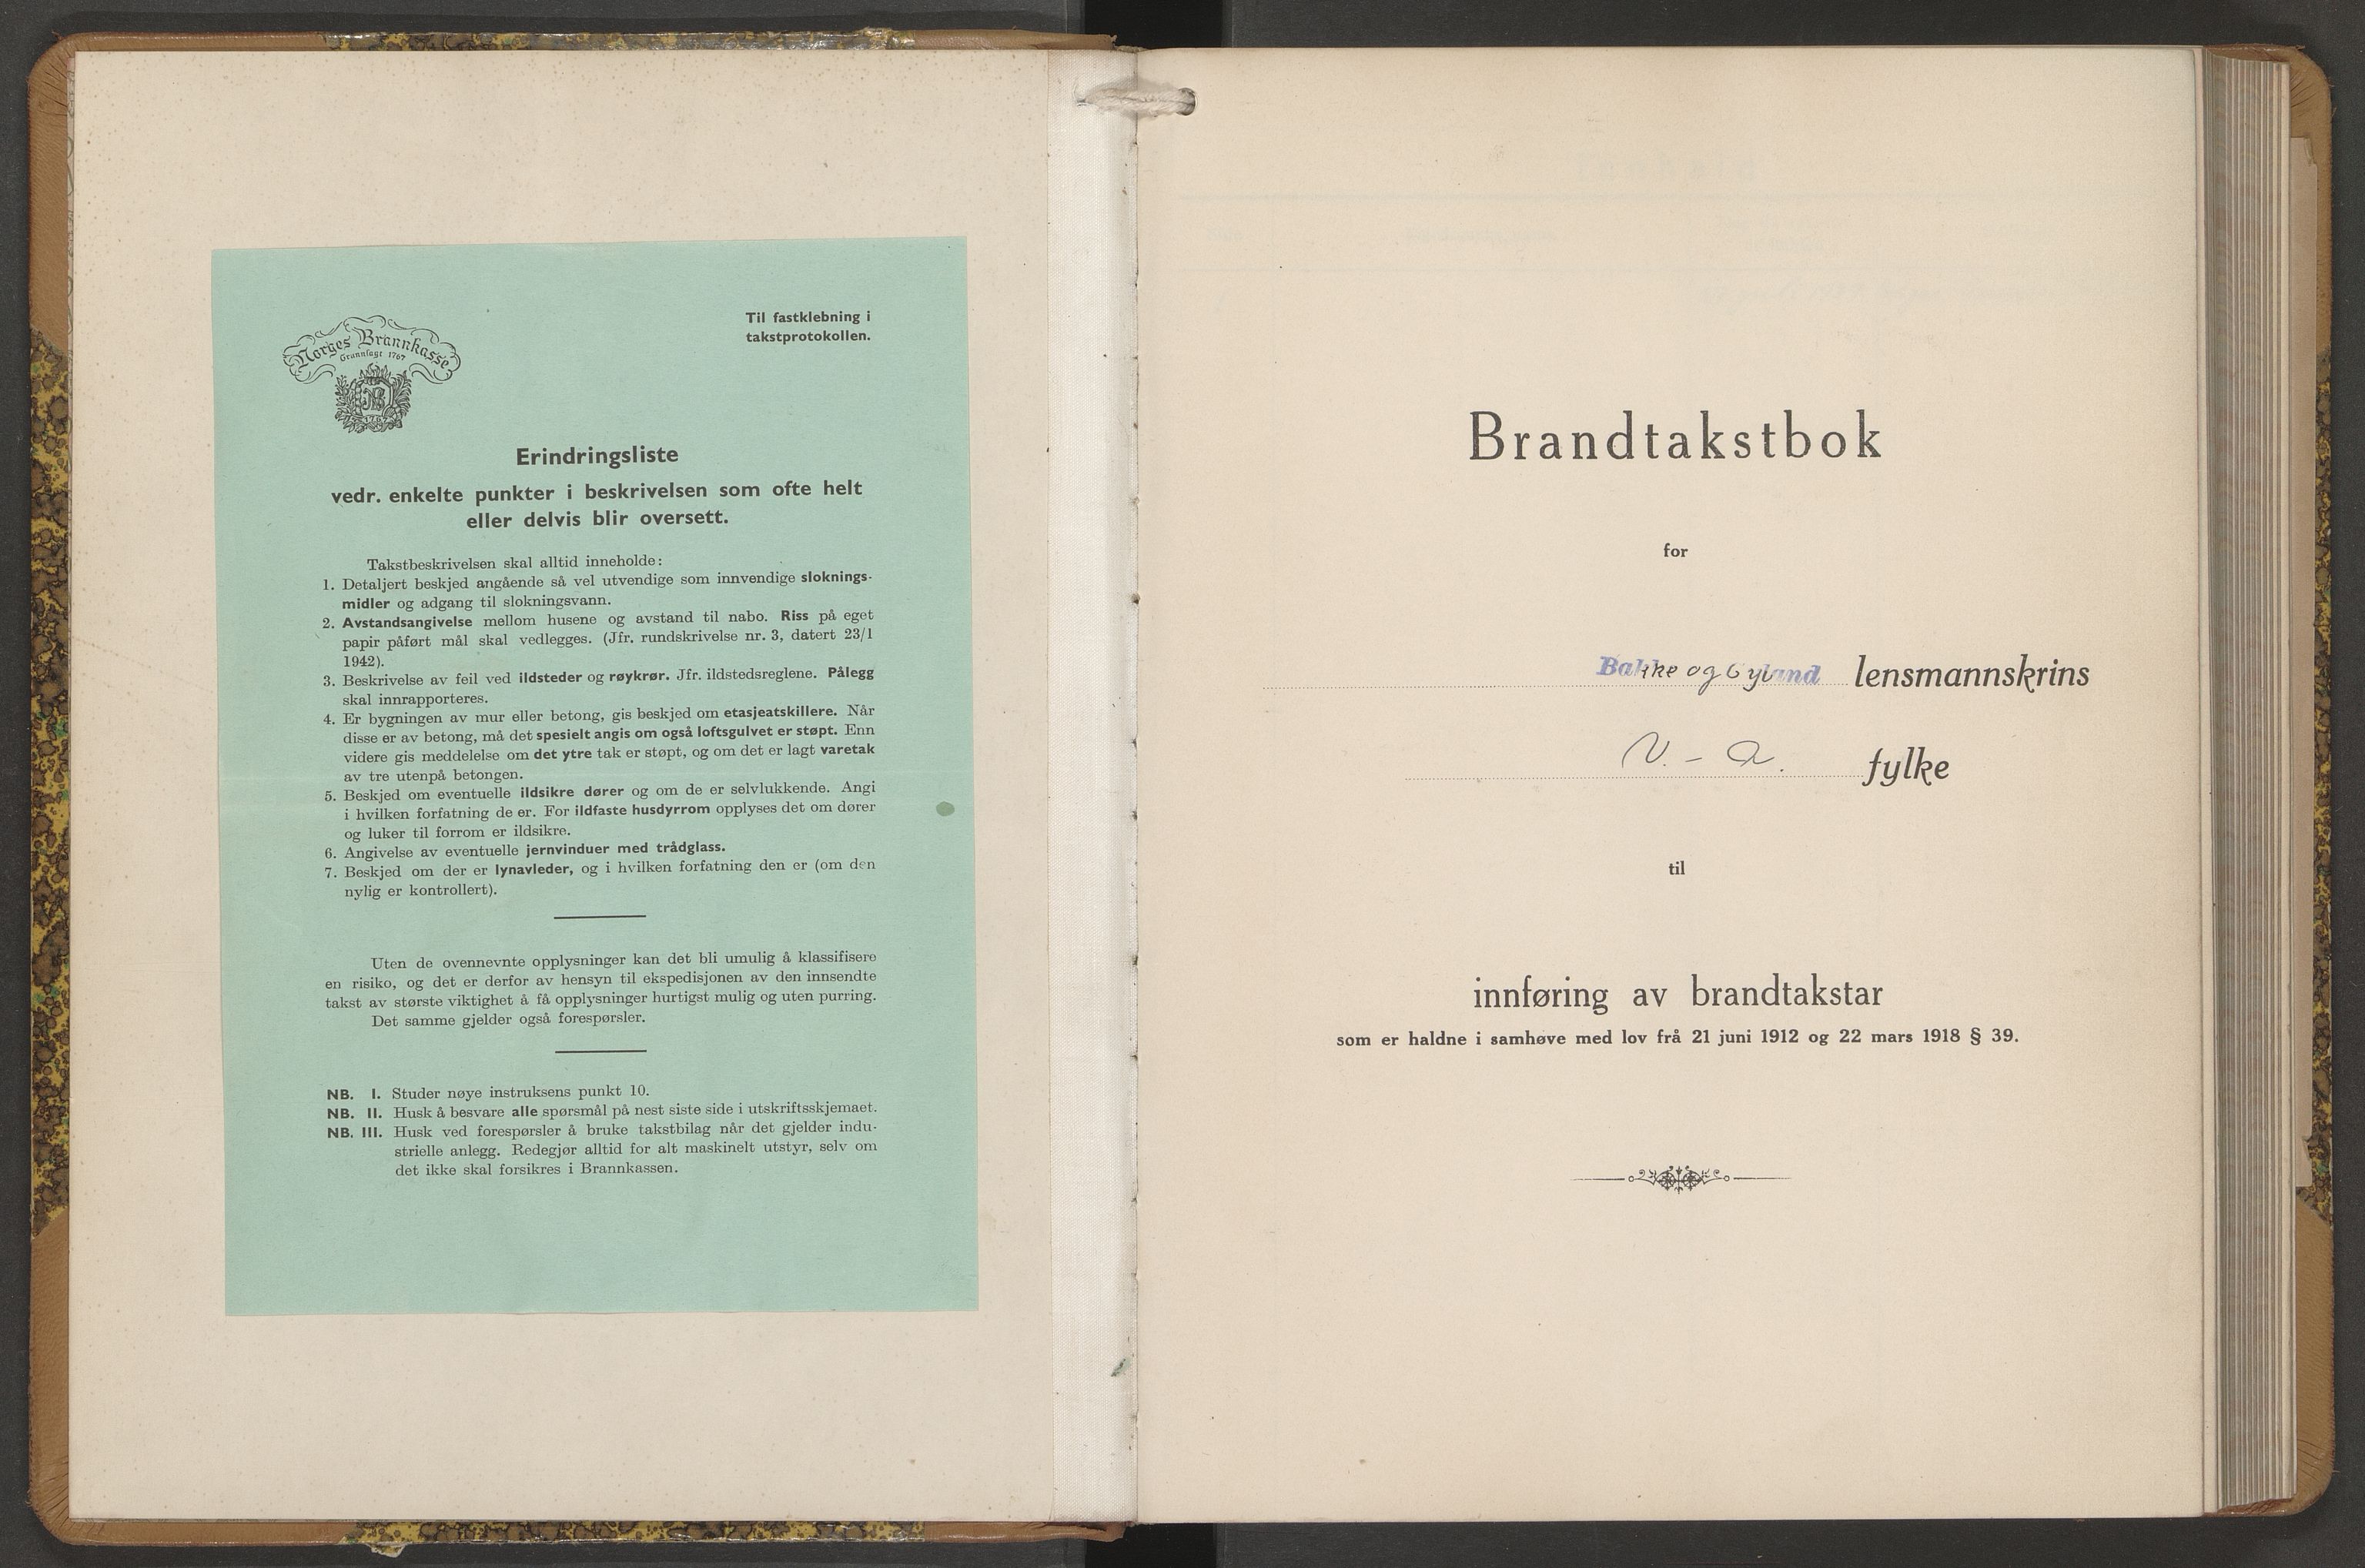 Norges Brannkasse
Grunnlagt 1767
1767
Til fastklebning i
takstprotokollen.
Erindringsliste
vedr. enkelte punkter i beskrivelsen som ofte helt
eller delvis blir oversett.
Takstbeskrivelsen skal alltid inneholde:
1. Detaljert beskjed angående så vel utvendige som innvendige sloknings-
midler og adgang til slokningsvann.
2. Avstandsangivelse mellom husene og avstand til nabo. Riss på eget
papir påført mål skal vedlegges. (Jfr. rundskrivelse nr. 3, datert 23/1
1942).
3. Beskrivelse av feil ved ildsteder og røykrør. Jfr. ildstedsreglene. Pålegg
skal innrapporteres.
4. Er bygningen av mur eller betong, gis beskjed om etasjeatskillere. Når
disse er av betong, må det spesielt angis om også loftsgulvet er støpt. Enn
videre gis meddelelse om det ytre tak er støpt, og om det er lagt varetak
av tre utenpå betongen.
5. Beskjed om eventuelle ildsikre dører og om de er selvlukkende. Angi
i hvilken forfatning de er. For ildfaste husdyrrom opplyses det om dører
og luker til forrom er ildsikre.
6. Angivelse av eventuelle jernvinduer med trådglass.
7. Beskjed om der er lynavleder, og i hvilken forfatning den er (om den
nylig er kontrollert).
Uten de ovennevnte opplysninger kan det bli umulig å klassifisere
en risiko, og det er derfor av hensyn til ekspedisjonen av den innsendte
takst av største viktighet å få opplysninger hurtigst mulig og uten purring.
Det samme gjelder også forespørsler.
NB. I. Studer nøye instruksens punkt 10.
NB. II. Husk å besvare alle spørsmål på nest siste side i utskriftsskjemaet.
NB. III. Husk ved forespørsler å bruke takstbilag når det gjelder indu-
strielle anlegg. Redegjør alltid for alt maskinelt utstyr, selv om
det ikke skal forsikres i Brannkassen.
Brandtakstbok
for
Bakke og Gyland lensmannskrins
V. - A. fylke
til
innføring av brandtakstar
som er haldne i samhøve med lov frå 21 juni 1912 og 22 mars 1918 § 39.